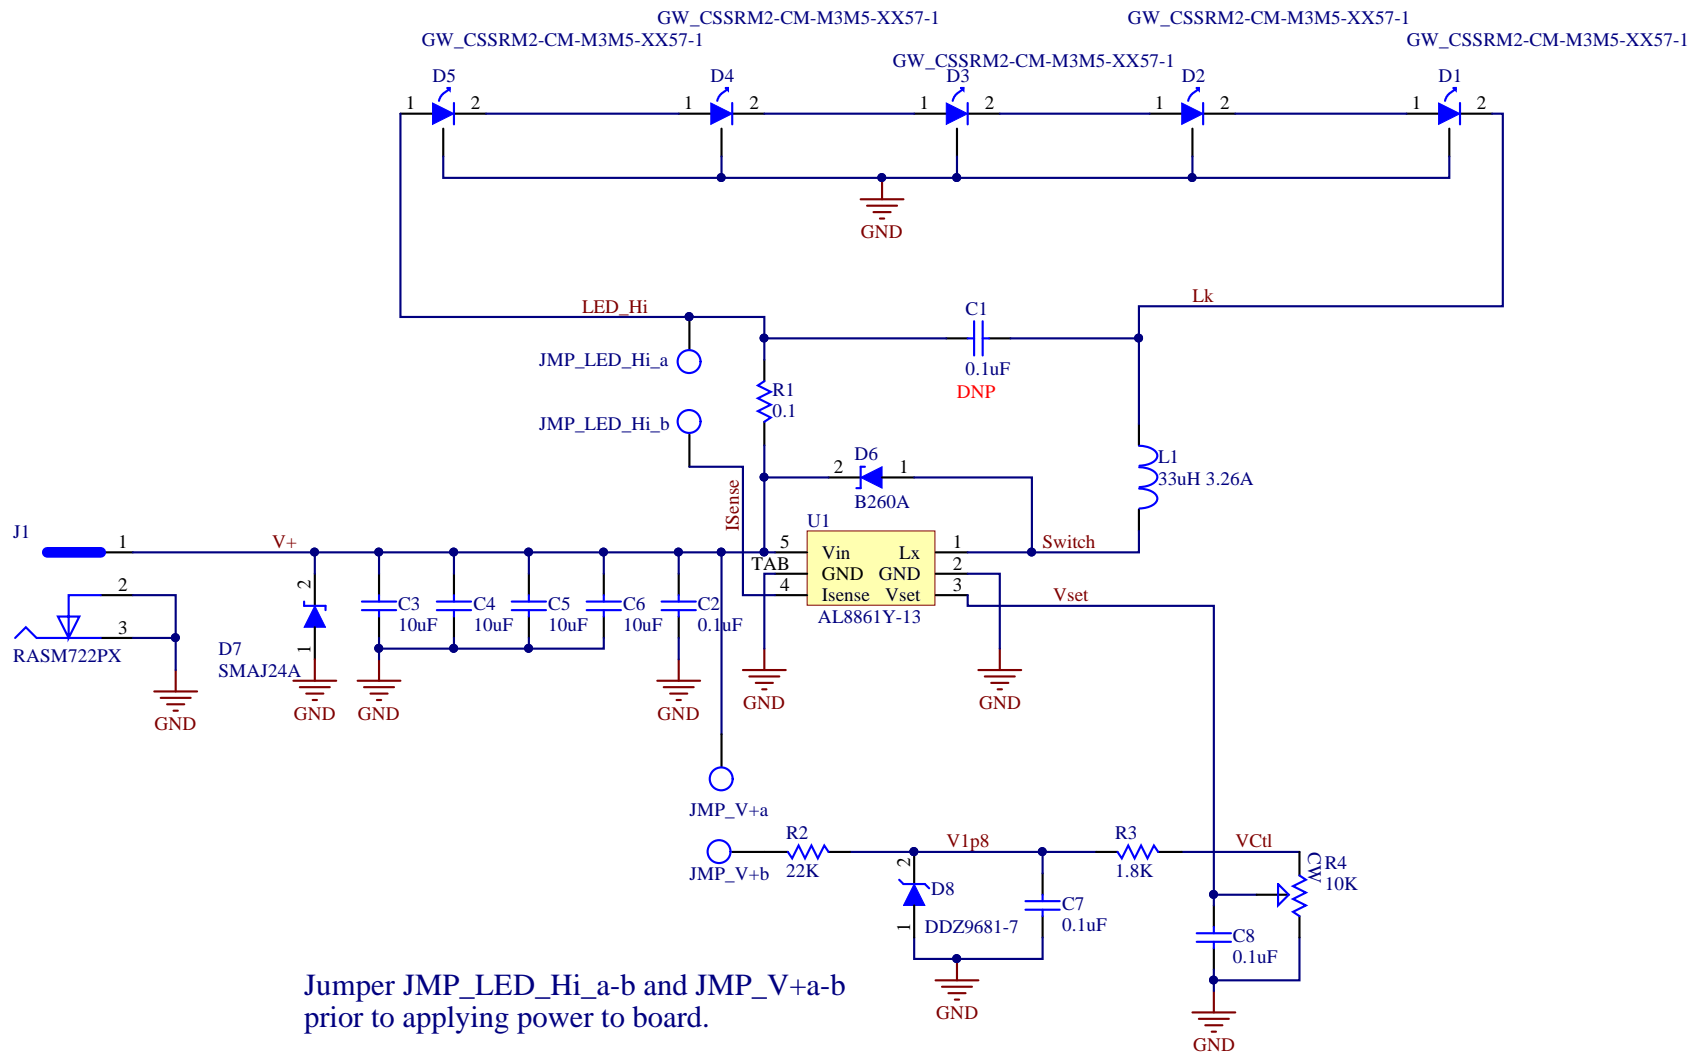 GW_CSSRM2-CM-M3M5-XX57-1
GW_CSSRM2-CM-M3M5-XX57-1
GW_CSSRM2-CM-M3M5-XX57-1
GW_CSSRM2-CM-M3M5-XX57-1
GW_CSSRM2-CM-M3M5-XX57-1
D5
D4
D3
D2
D1
1
2
1
2
1
2
1
2
1
2
GND
LED_Hi
C1
0.1uF
DNP
Lk
JMP_LED_Hi_a
R1
0.1
JMP_LED_Hi_b
D6
2
1
B260A
L1
33uH 3.26A
ISense
U1
J1
1
V+
5
Vin
Lx
1
Switch
TAB
GND
GND
2
4
Isense
Vset
3
Vset
AL8861Y-13
2
3
RASM722PX
GND
2
1
D7
SMAJ24A
GND
C3
10uF
C4
10uF
C5
10uF
C6
10uF
C2
0.1uF
GND
GND
GND
GND
JMP_V+a
JMP_V+b
R2
22K
V1p8
R3
1.8K
VCtl
CW
R4
10K
2
D8
1
DDZ9681-7
C7
0.1uF
C8
0.1uF
GND
GND
Jumper JMP_LED_Hi_a-b and JMP_V+a-b
prior to applying power to board.